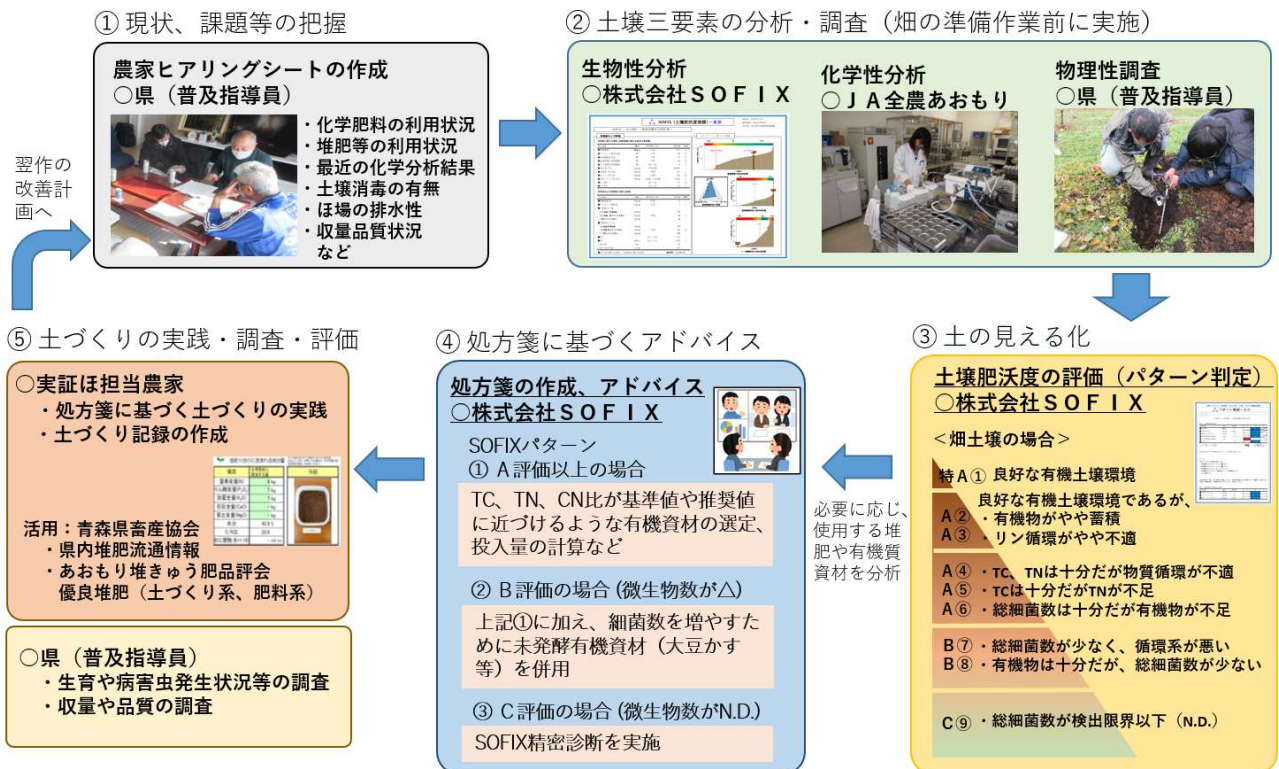 ① 現状、課題等の把握
農家ヒアリングシートの作成
○県（普及指導員）
・化学肥料の利用状況
・堆肥等の利用状況
・最近の化学分析結果
・土壌消毒の有無
・ほ場の排水性
・収量品質状況
など
翌作の
改善計
画へ
② 土壌三要素の分析・調査（畑の準備作業前に実施）
生物性分析
○株式会社ＳＯＦＩＸ
化学性分析
○ＪＡ全農あおもり
物理性調査
○県（普及指導員）
③ 土の見える化
土壌肥沃度の評価（パターン判定）
○株式会社ＳＯＦＩＸ
＜畑土壌の場合＞
特A① 良好な有機土壌環境
良好な有機土壌環境であるが、
A② ・有機物がやや蓄積
A③ ・リン循環がやや不適
A④ ・TC、TNは十分だが物質循環が不適
A⑤ ・TCは十分だがTNが不足
A⑥ ・総細菌数は十分だが有機物が不足
B⑦ ・総細菌数が少なく、循環系が悪い
B⑧ ・有機物は十分だが、総細菌数が少ない
C⑨ ・総細菌数が検出限界以下（N.D.）
必要に応じ、
使用する堆
肥や有機質
資材を分析
④ 処方箋に基づくアドバイス
処方箋の作成、アドバイス
○株式会社ＳＯＦＩＸ
SOFIXパターン
① A評価以上の場合
TC、TN、CN比が基準値や推奨値
に近づけるような有機資材の選定、
投入量の計算など
② B評価の場合 (微生物数が△)
上記①に加え、細菌数を増やすた
めに未発酵有機資材（大豆かす
等）を併用
③ C評価の場合 (微生物数がN.D.)
SOFIX精密診断を実施
⑤ 土づくりの実践・調査・評価
○実証ほ担当農家
・処方箋に基づく土づくりの実践
・土づくり記録の作成
活用：青森県畜産協会
・県内堆肥流通情報
・あおもり堆きゅう肥品評会
優良堆肥（土づくり系、肥料系）
○県（普及指導員）
・生育や病害虫発生状況等の調査
・収量や品質の調査